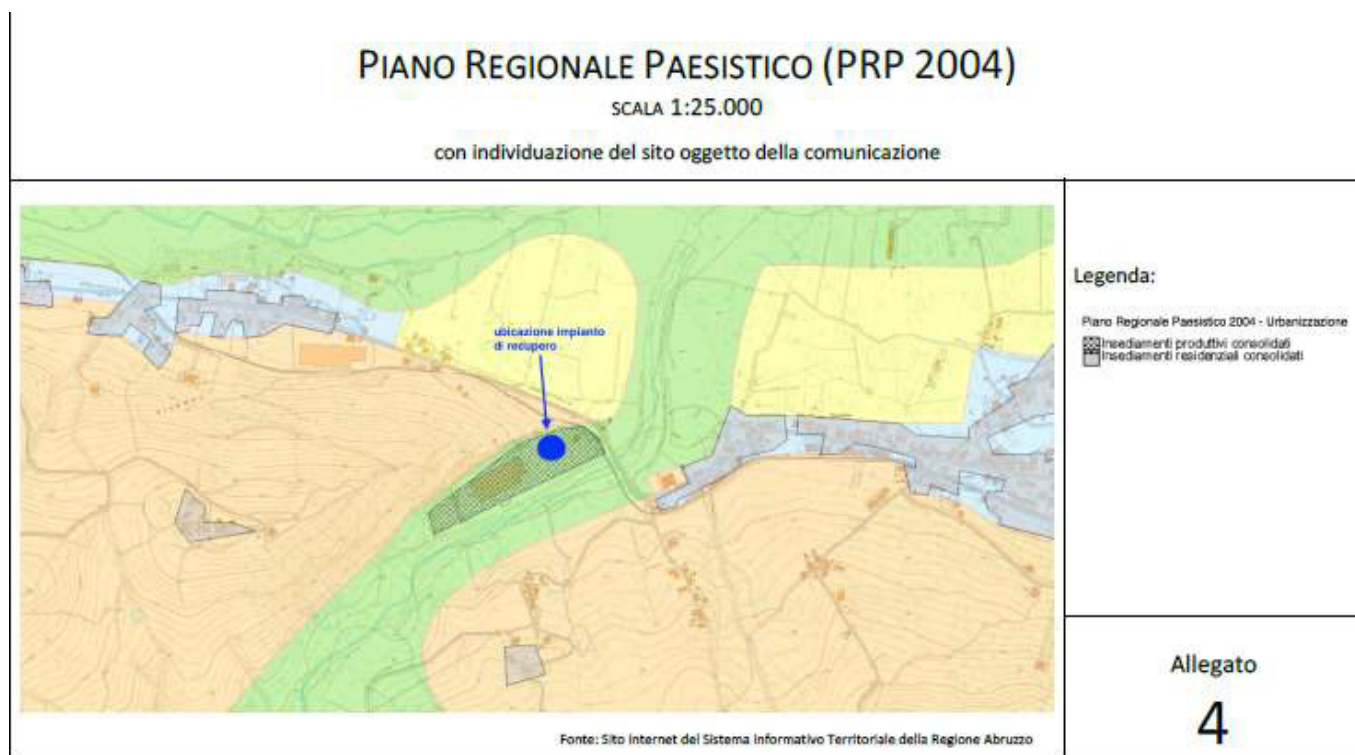 PIANO REGIONALE PAESISTICO (PRP 2004)
SCALA 1:25.000
con individuazione del sito oggetto della comunicazione
ubicazione impianto
di recupero
Legenda:
Piano Regionale Paesistico 2004 - Urbanizzazione
Insediamenti produttivi consolidati
Insediamenti residenziali consolidati
Allegato
4
Fonte: Sito Internet del Sistema Informativo Territoriale della Regione Abruzzo